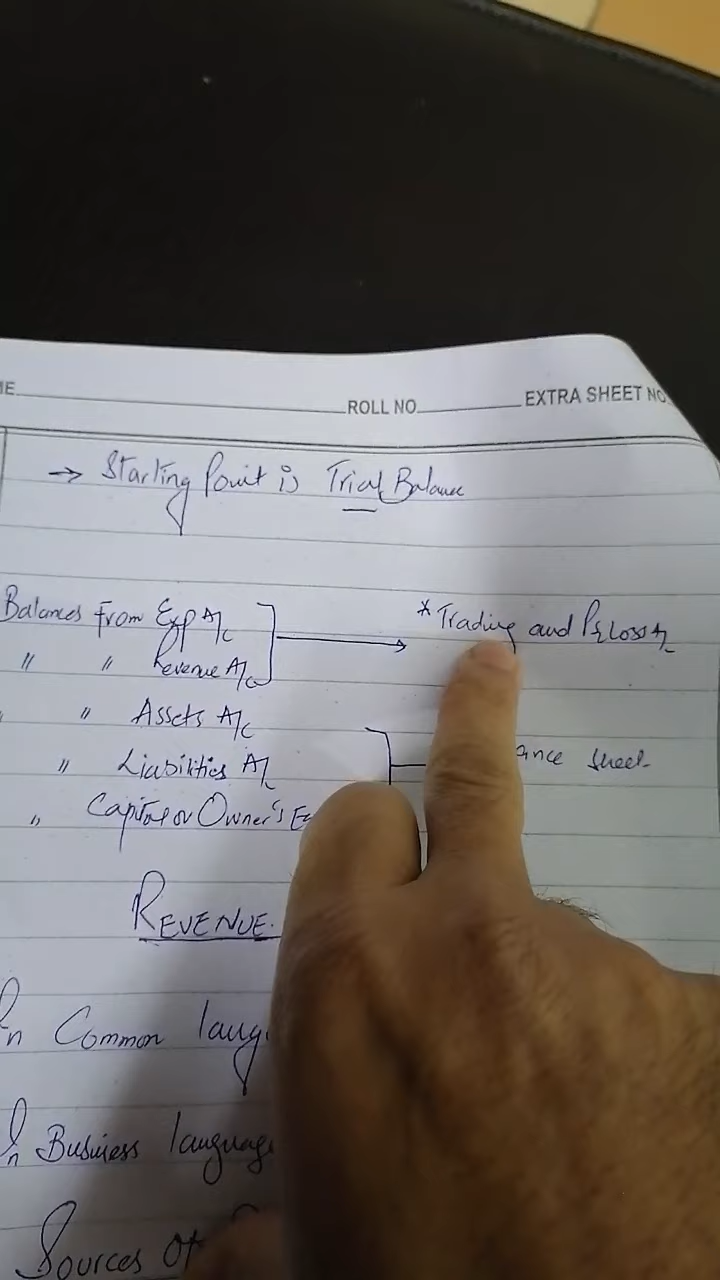 ROLL NO. EXTRA SHEET NO.
→ Starting Point is Trial Balance
Balances from Exp A/c *Trading and P&Loss A/c
〃 〃 Revenue A/c
〃 Assets A/c
〃 Liabilities A/c Sheet
〃 Capital or Owner's
REVENUE.
In Common
In Business language
Sources Of